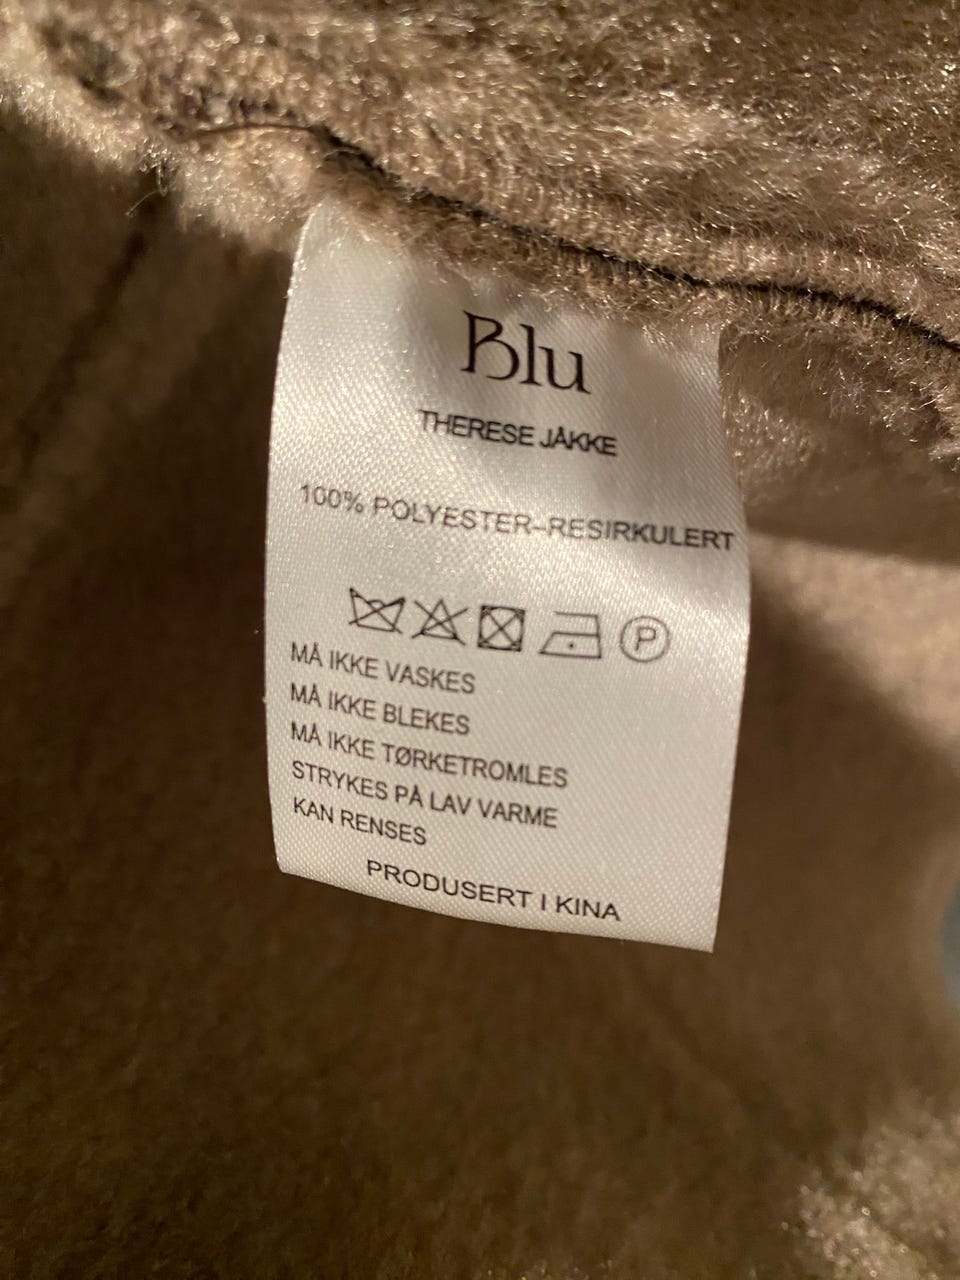 Blu
THERESE JAKKE
100% POLYESTER-RESIRKULERT
P
MÅ IKKE VASKES
MÅ IKKE BLEKES
MÅ IKKE TØRKETROMLES
STRYKES PÅ LAV VARME
KAN RENSES
PRODUSERT I KINA